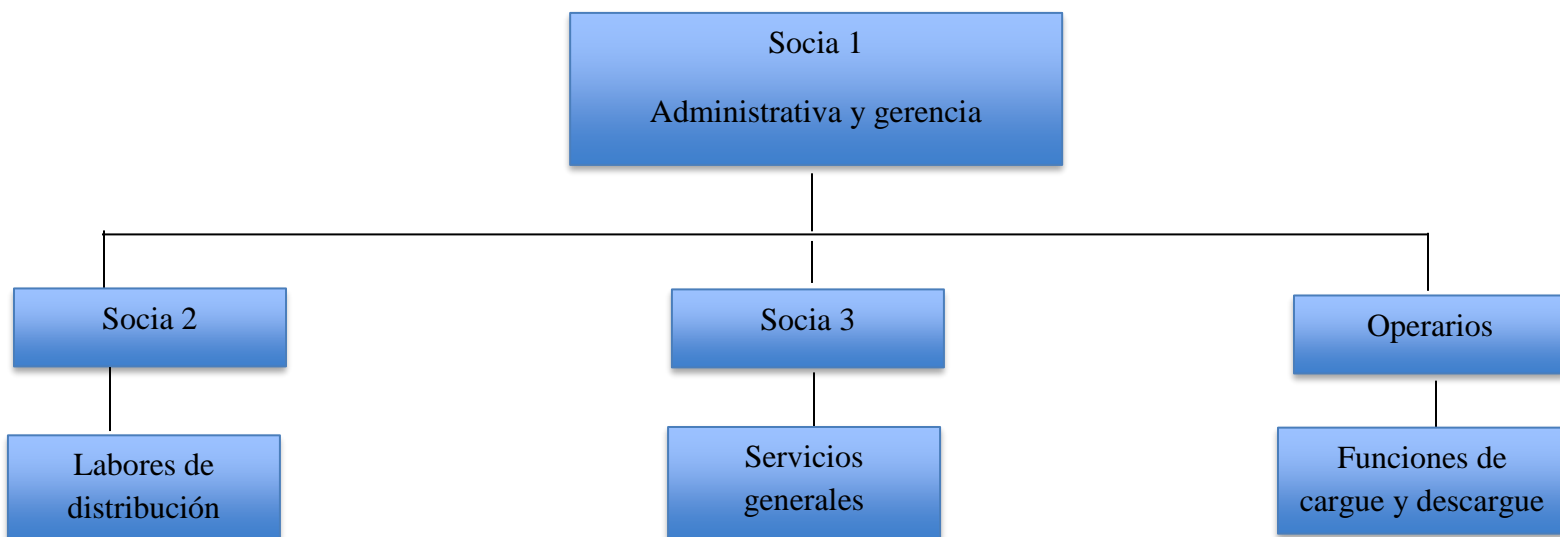 Socia 1
Administrativa y gerencia
Socia 2
Socia 3
Operarios
Labores de
distribución
Servicios
generales
Funciones de
cargue y descargue